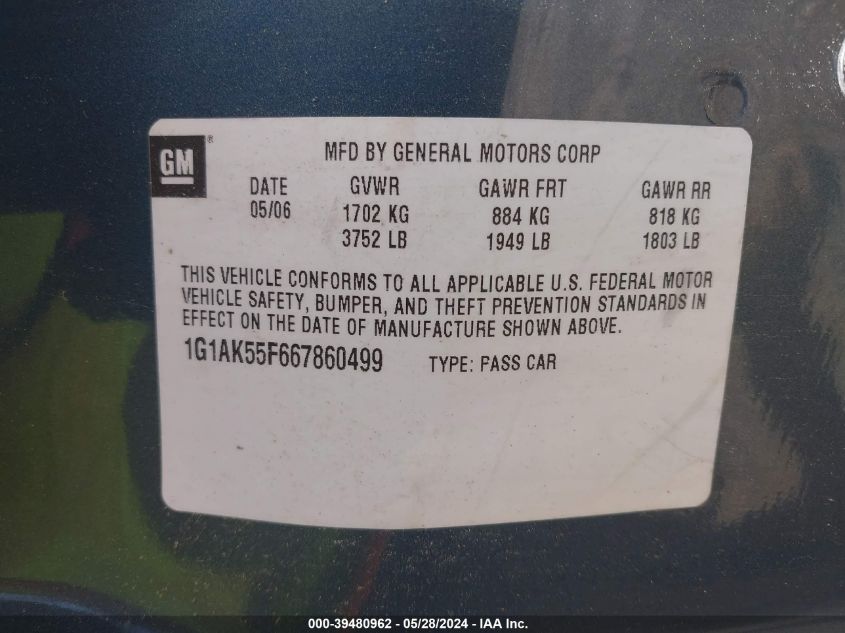 GM®
MFD BY GENERAL MOTORS CORP
DATE GVWR GAWR FRT GAWR RR
05/06 1702 KG 884 KG 818 KG
3752 LB 1949 LB 1803 LB
THIS VEHICLE CONFORMS TO ALL APPLICABLE U.S. FEDERAL MOTOR
VEHICLE SAFETY, BUMPER, AND THEFT PREVENTION STANDARDS IN
EFFECT ON THE DATE OF MANUFACTURE SHOWN ABOVE.
1G1AK55F667860499 TYPE: PASS CAR
000-39480962 - 05/28/2024 - IAA Inc.